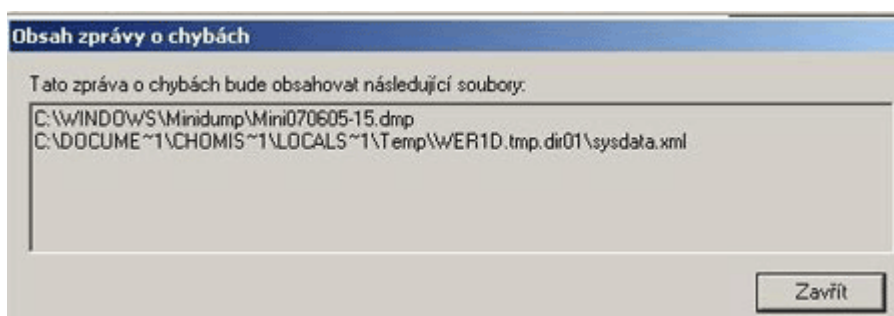 Obsah zprávy o chybách
Tato zpráva o chybách bude obsahovat následující soubory:
C:\WINDOWS\Minidump\Mini070605-15.dmp
C:\DOCUME~1\CHOMIS~1\LOCALS~1\Temp\WER1D.tmp.dir01\sysdata.xml
Zavřít